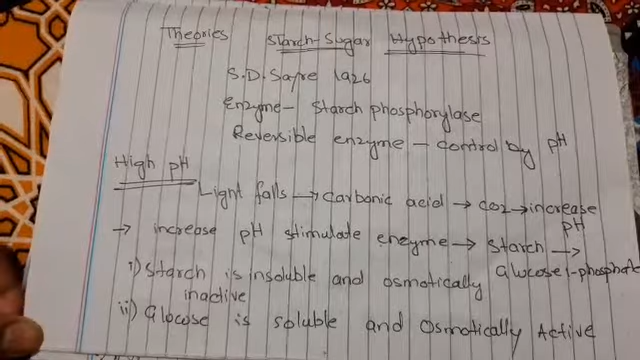 Theories Starch-Sugar Hypothesis
S.D. Sayre 1926
Enzyme- Starch phosphorylase
Reversible enzyme - control by pH
High pH
Light falls → carbonic acid → CO2 → increase pH
→ increase pH stimulate enzyme → Starch →
Glucose 1-phosphate
i) Starch is insoluble and osmotically
inactive
ii) Glucose is soluble and Osmotically Active